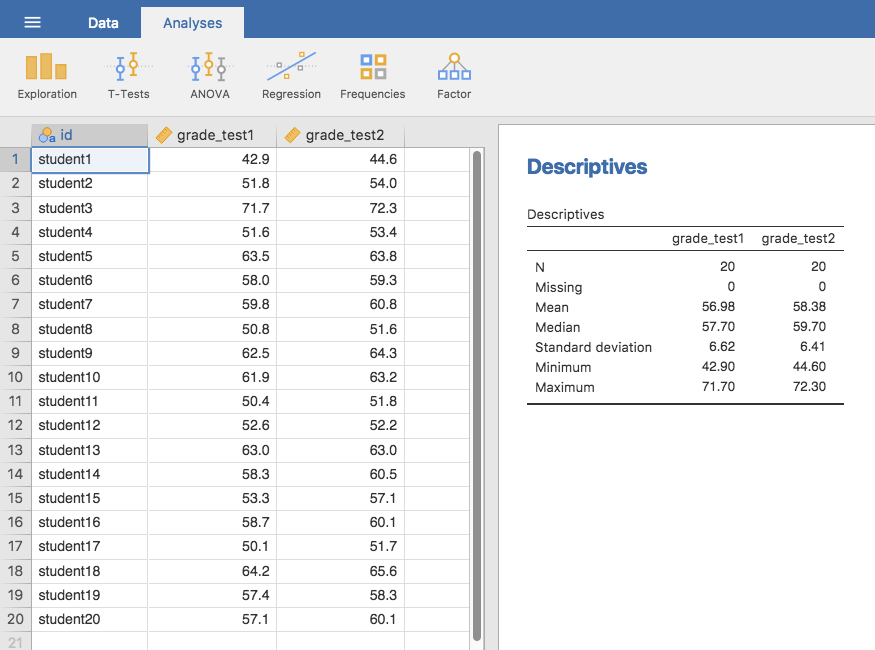 Data Analyses
Exploration T-Tests ANOVA Regression Frequencies Factor
a id grade_test1 grade_test2
1 student1 42.9 44.6
2 student2 51.8 54.0
3 student3 71.7 72.3
4 student4 51.6 53.4
5 student5 63.5 63.8
6 student6 58.0 59.3
7 student7 59.8 60.8
8 student8 50.8 51.6
9 student9 62.5 64.3
10 student10 61.9 63.2
11 student11 50.4 51.8
12 student12 52.6 52.2
13 student13 63.0 63.0
14 student14 58.3 60.5
15 student15 53.3 57.1
16 student16 58.7 60.1
17 student17 50.1 51.7
18 student18 64.2 65.6
19 student19 57.4 58.3
20 student20 57.1 60.1
21
Descriptives
Descriptives
grade_test1 grade_test2
N 20 20
Missing 0 0
Mean 56.98 58.38
Median 57.70 59.70
Standard deviation 6.62 6.41
Minimum 42.90 44.60
Maximum 71.70 72.30